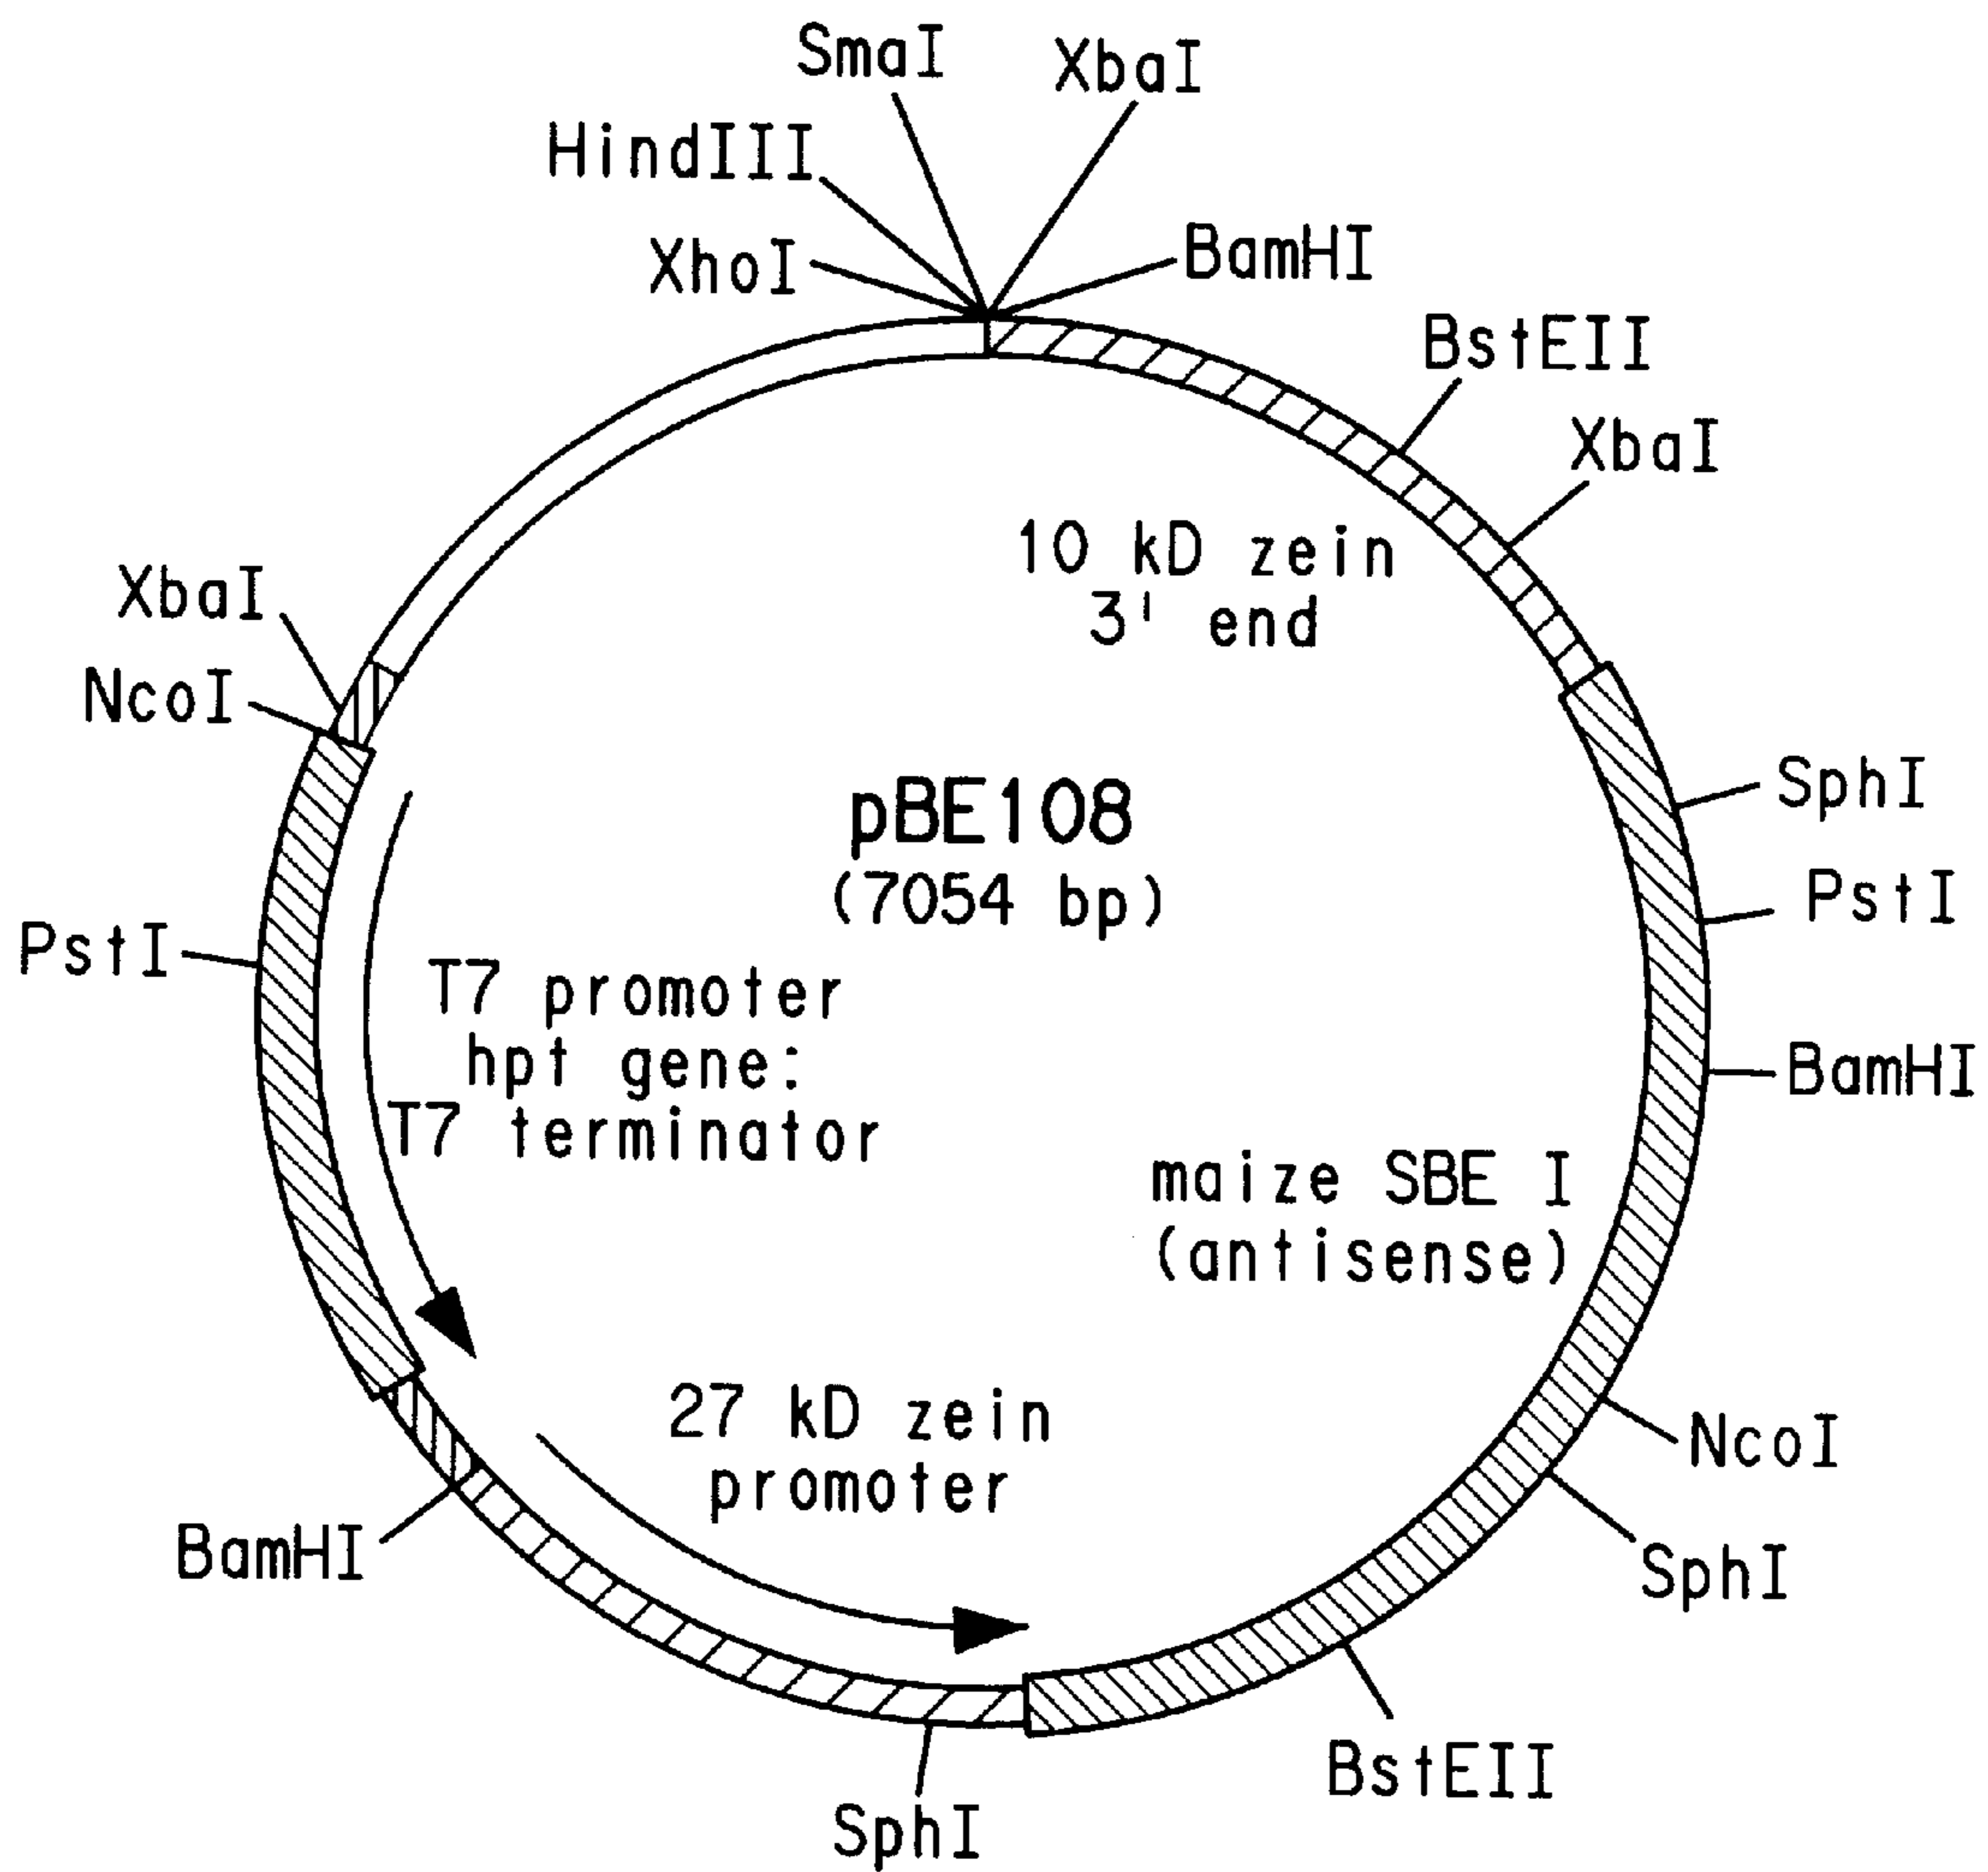 SmaI
XbaI
HindIII
XhoI
BamHI
BstEII
XbaI
10 kD zein
3' end
XbaI
NcoI
SphI
pBE108
(7054 bp)
PstI
PstI
T7 promoter
hpt gene:
T7 terminator
BamHI
maize SBE I
(antisense)
27 kD zein
promoter
NcoI
BamHI
SphI
BstEII
SphI